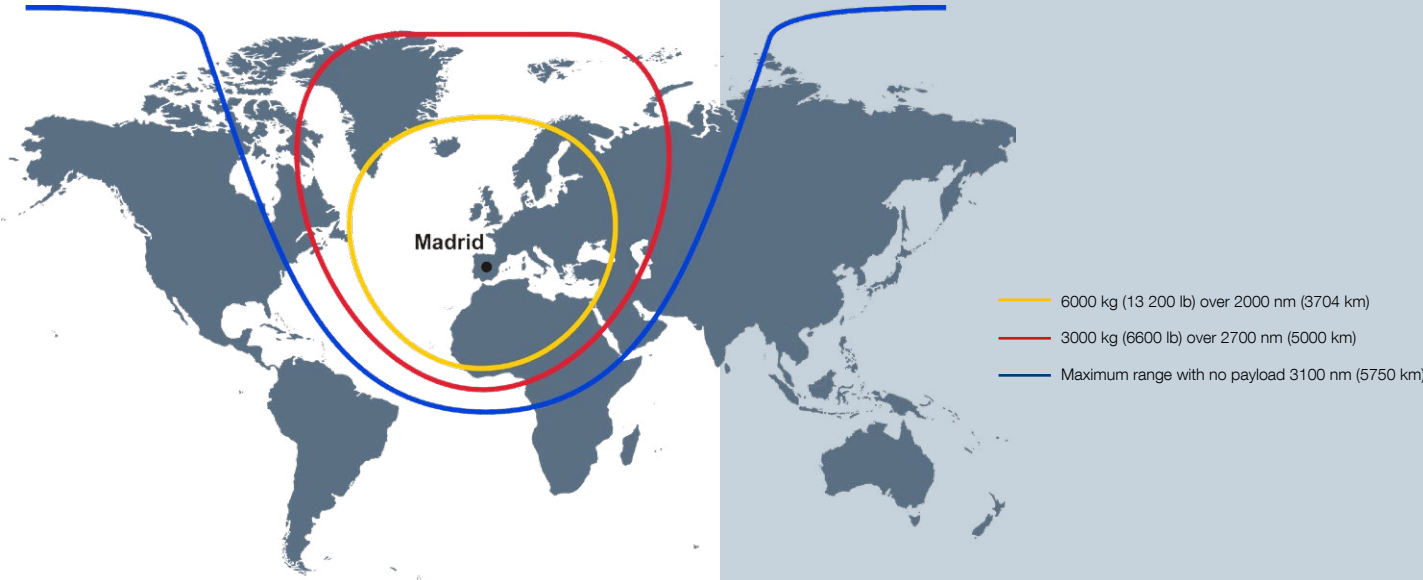 Madrid
6000 kg (13 200 lb) over 2000 nm (3704 km)
3000 kg (6600 lb) over 2700 nm (5000 km)
Maximum range with no payload 3100 nm (5750 km)